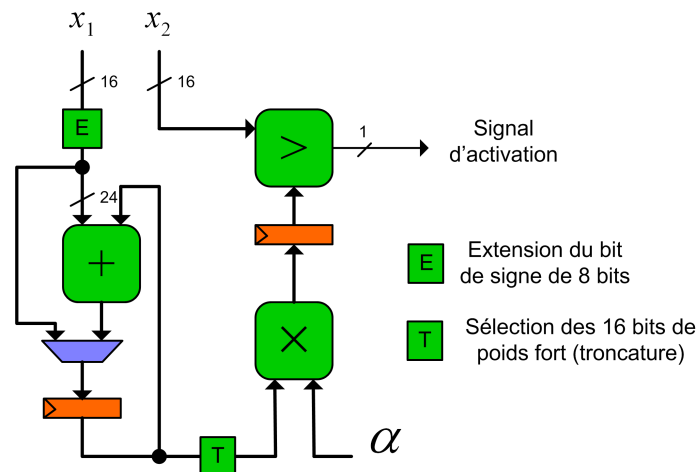 x₁ x₂
16 16
E
1
Signal
d'activation
>
24
+
E
Extension du bit
de signe de 8 bits
×
T
Sélection des 16 bits de
poids fort (troncature)
T
α